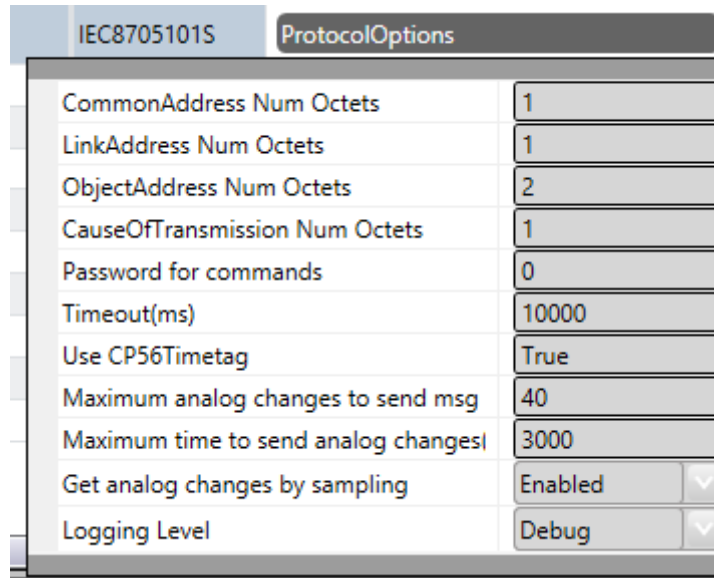 IEC8705101S ProtocolOptions
CommonAddress Num Octets 1
LinkAddress Num Octets 1
ObjectAddress Num Octets 2
CauseOfTransmission Num Octets 1
Password for commands 0
Timeout(ms) 10000
Use CP56Timetag True
Maximum analog changes to send msg 40
Maximum time to send analog changes( 3000
Get analog changes by sampling Enabled
Logging Level Debug